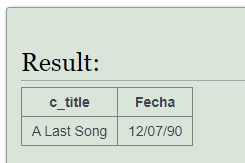 Result:
c_title Fecha
A Last Song 12/07/90